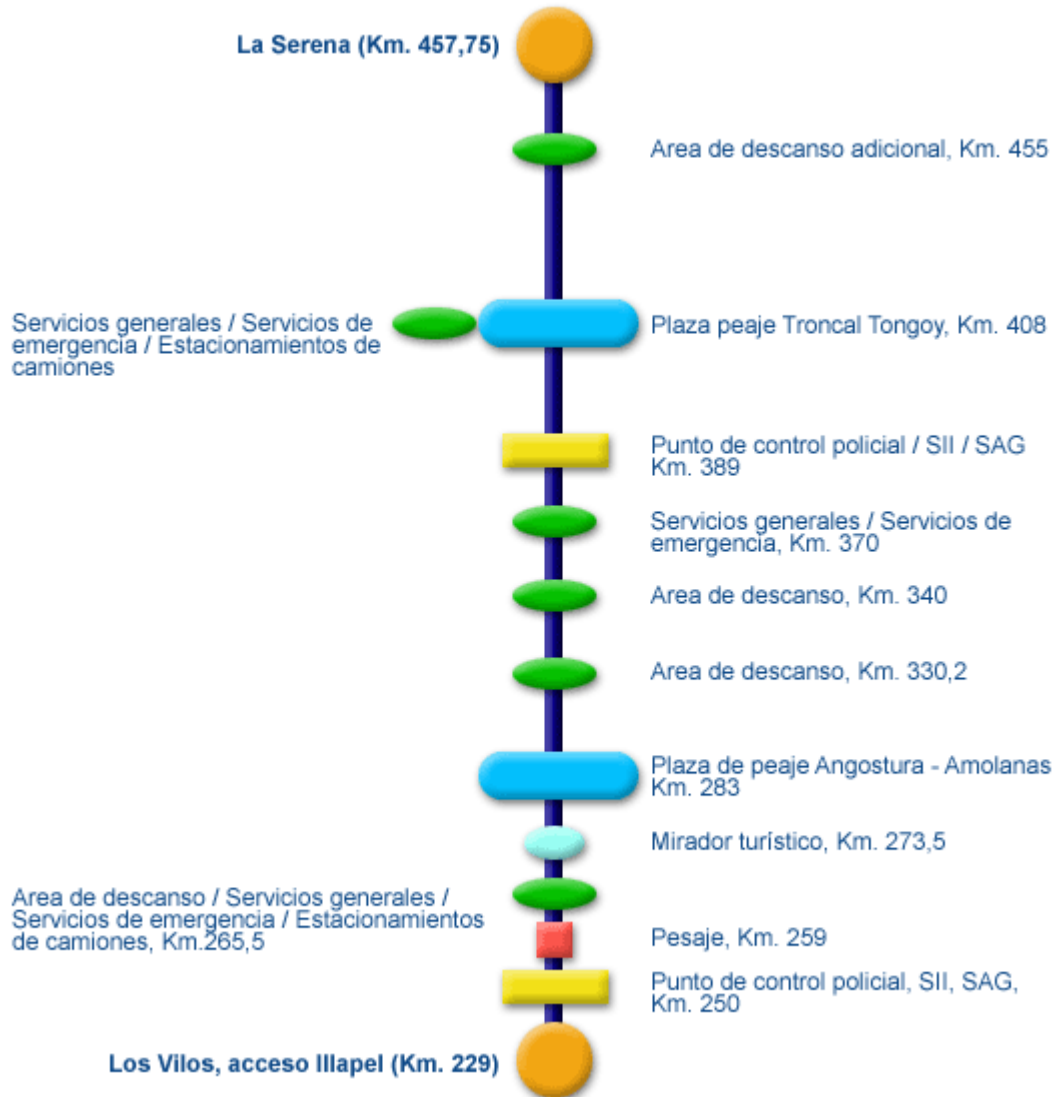 La Serena (Km. 457,75)
Area de descanso adicional, Km. 455
Servicios generales / Servicios de
emergencia / Estacionamientos de
camiones
Plaza peaje Troncal Tongoy, Km. 408
Punto de control policial / SII / SAG
Km. 389
Servicios generales / Servicios de
emergencia, Km. 370
Area de descanso, Km. 340
Area de descanso, Km. 330,2
Plaza de peaje Angostura - Amolanas
Km. 283
Mirador turístico, Km. 273,5
Area de descanso / Servicios generales /
Servicios de emergencia / Estacionamientos
de camiones, Km.265,5
Pesaje, Km. 259
Punto de control policial, SII, SAG,
Km. 250
Los Vilos, acceso Illapel (Km. 229)